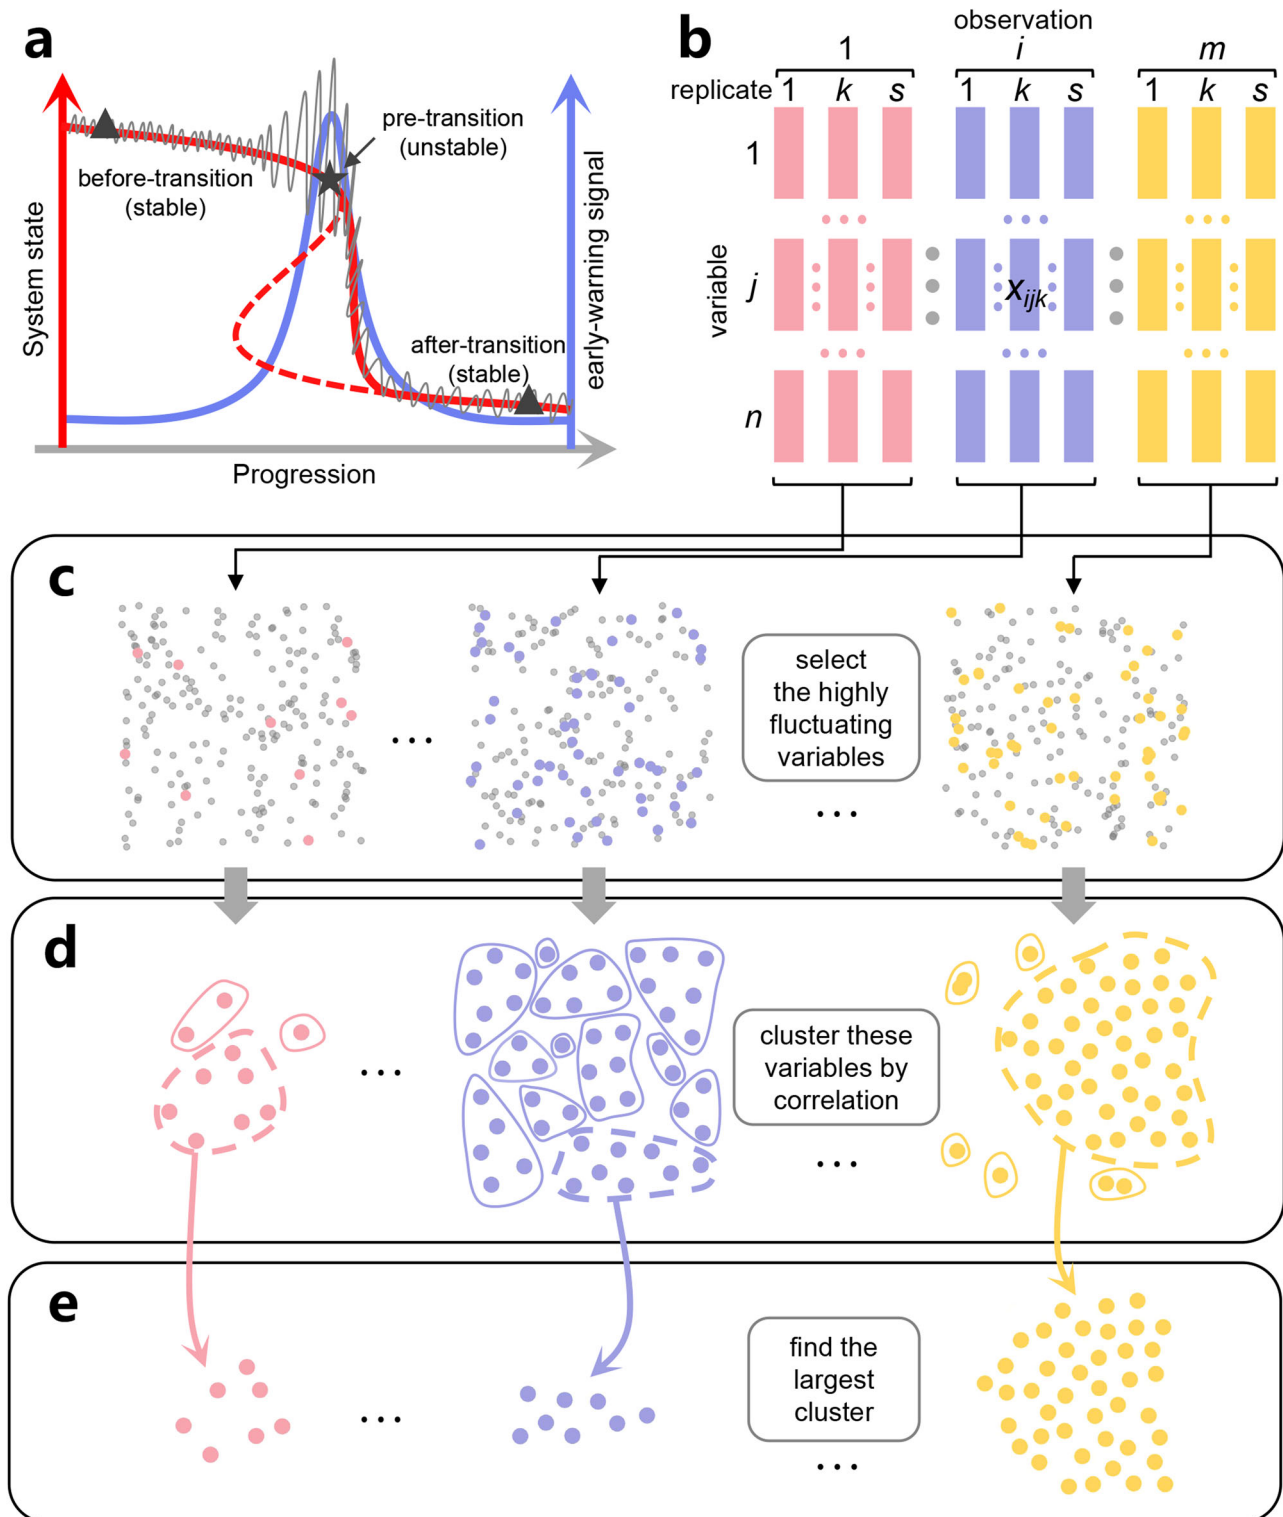 a
System state
before-transition
(stable)
pre-transition
(unstable)
after-transition
(stable)
early-warning signal
Progression
b
observation
1 i m
replicate 1 k s 1 k s 1 k s
variable
1
j
x_ijk
n
c
...
select
the highly
fluctuating
variables
...
d
...
cluster these
variables by
correlation
...
e
...
find the
largest
cluster
...